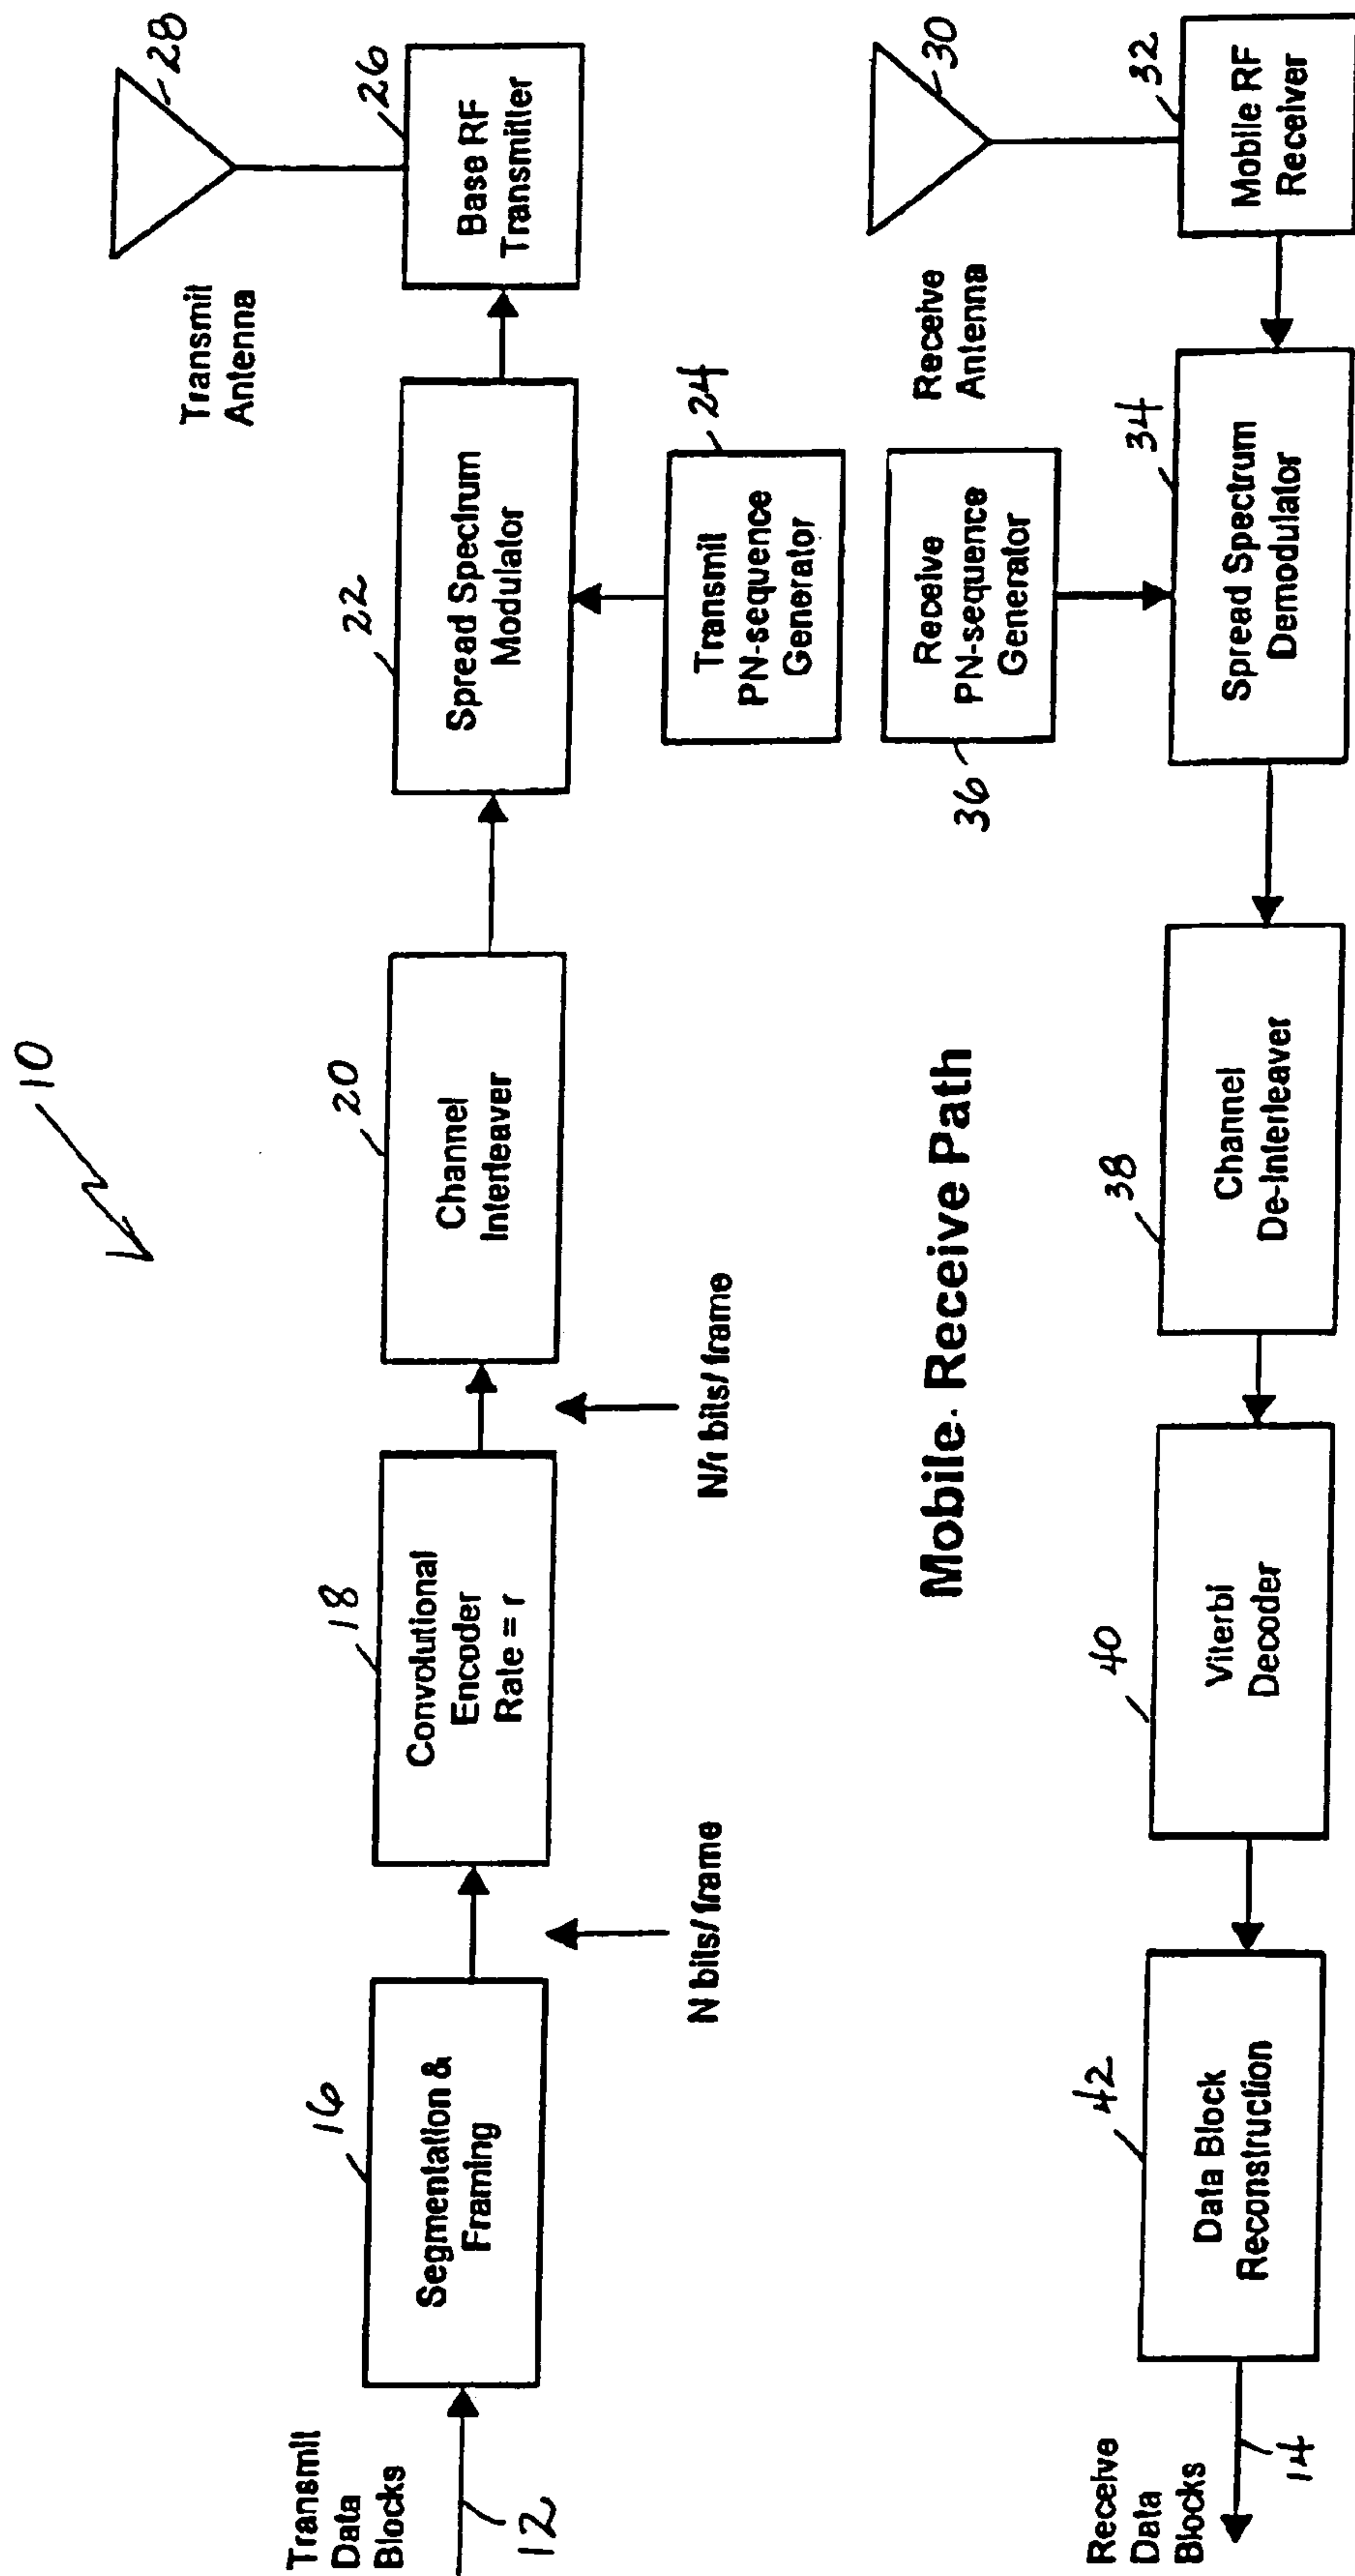 10
Transmit
Data
Blocks
12
16
Segmentation &
Framing
N bits/frame
18
Convolutional
Encoder
Rate = r
N/r bits/frame
20
Channel
Interleaver
22
Spread Spectrum
Modulator
24
Transmit
PN-sequence
Generator
26
Base RF
Transmitter
Transmit
Antenna
28
Mobile. Receive Path
Receive
Antenna
30
32
Mobile RF
Receiver
34
Spread Spectrum
Demodulator
36
Receive
PN-sequence
Generator
38
Channel
De-Interleaver
40
Viterbi
Decoder
42
Data Block
Reconstruction
Receive
Data
Blocks
14